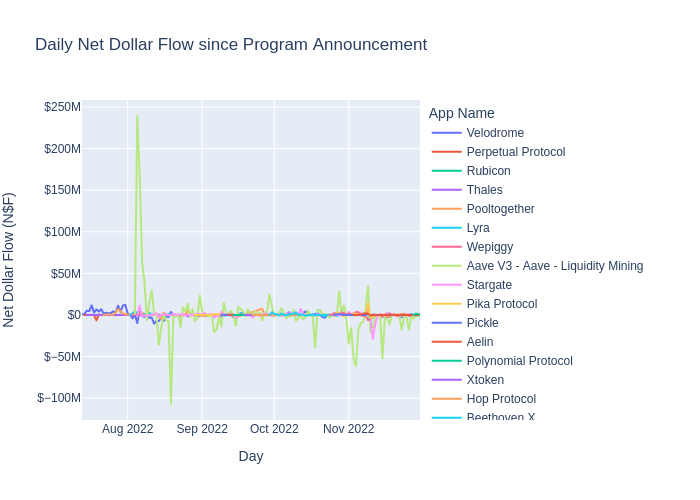 Daily Net Dollar Flow since Program Announcement
App Name
Velodrome
Perpetual Protocol
Rubicon
Thales
Pooltogether
Lyra
Wepiggy
Aave V3 - Aave - Liquidity Mining
Stargate
Pika Protocol
Pickle
Aelin
Polynomial Protocol
Xtoken
Hop Protocol
Beethoven X
$250M
$200M
$150M
$100M
$50M
$0
$−50M
$−100M
Net Dollar Flow (N$F)
Aug 2022
Sep 2022
Oct 2022
Nov 2022
Day